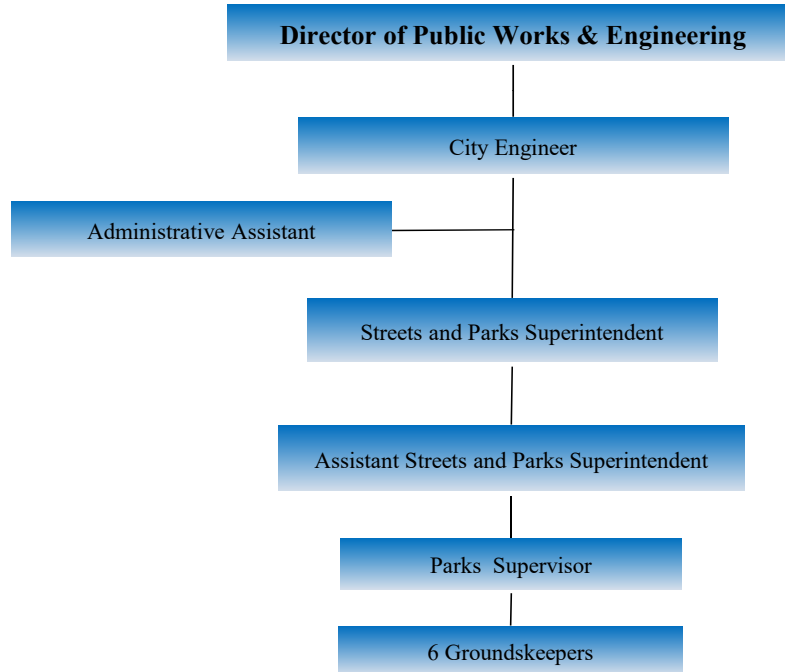 Director of Public Works & Engineering
City Engineer
Administrative Assistant
Streets and Parks Superintendent
Assistant Streets and Parks Superintendent
Parks Supervisor
6 Groundskeepers